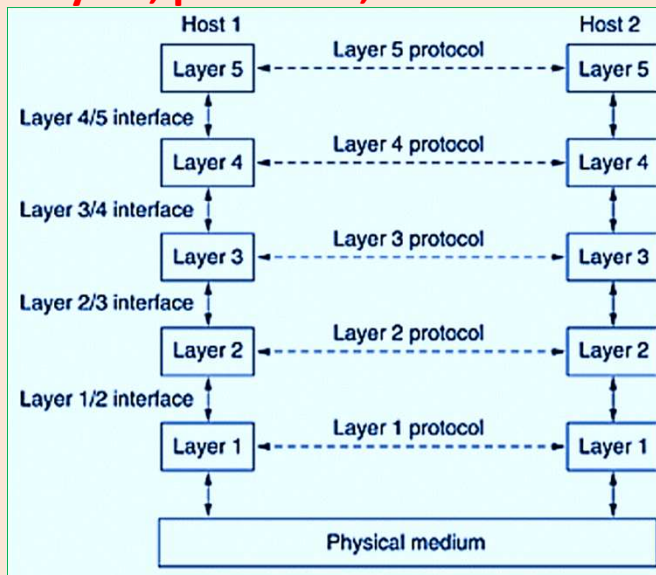 Host 1 Host 2
Layer 5 protocol
Layer 5 Layer 5
Layer 4/5 interface
Layer 4 protocol
Layer 4 Layer 4
Layer 3/4 interface
Layer 3 protocol
Layer 3 Layer 3
Layer 2/3 interface
Layer 2 protocol
Layer 2 Layer 2
Layer 1/2 interface
Layer 1 protocol
Layer 1 Layer 1
Physical medium